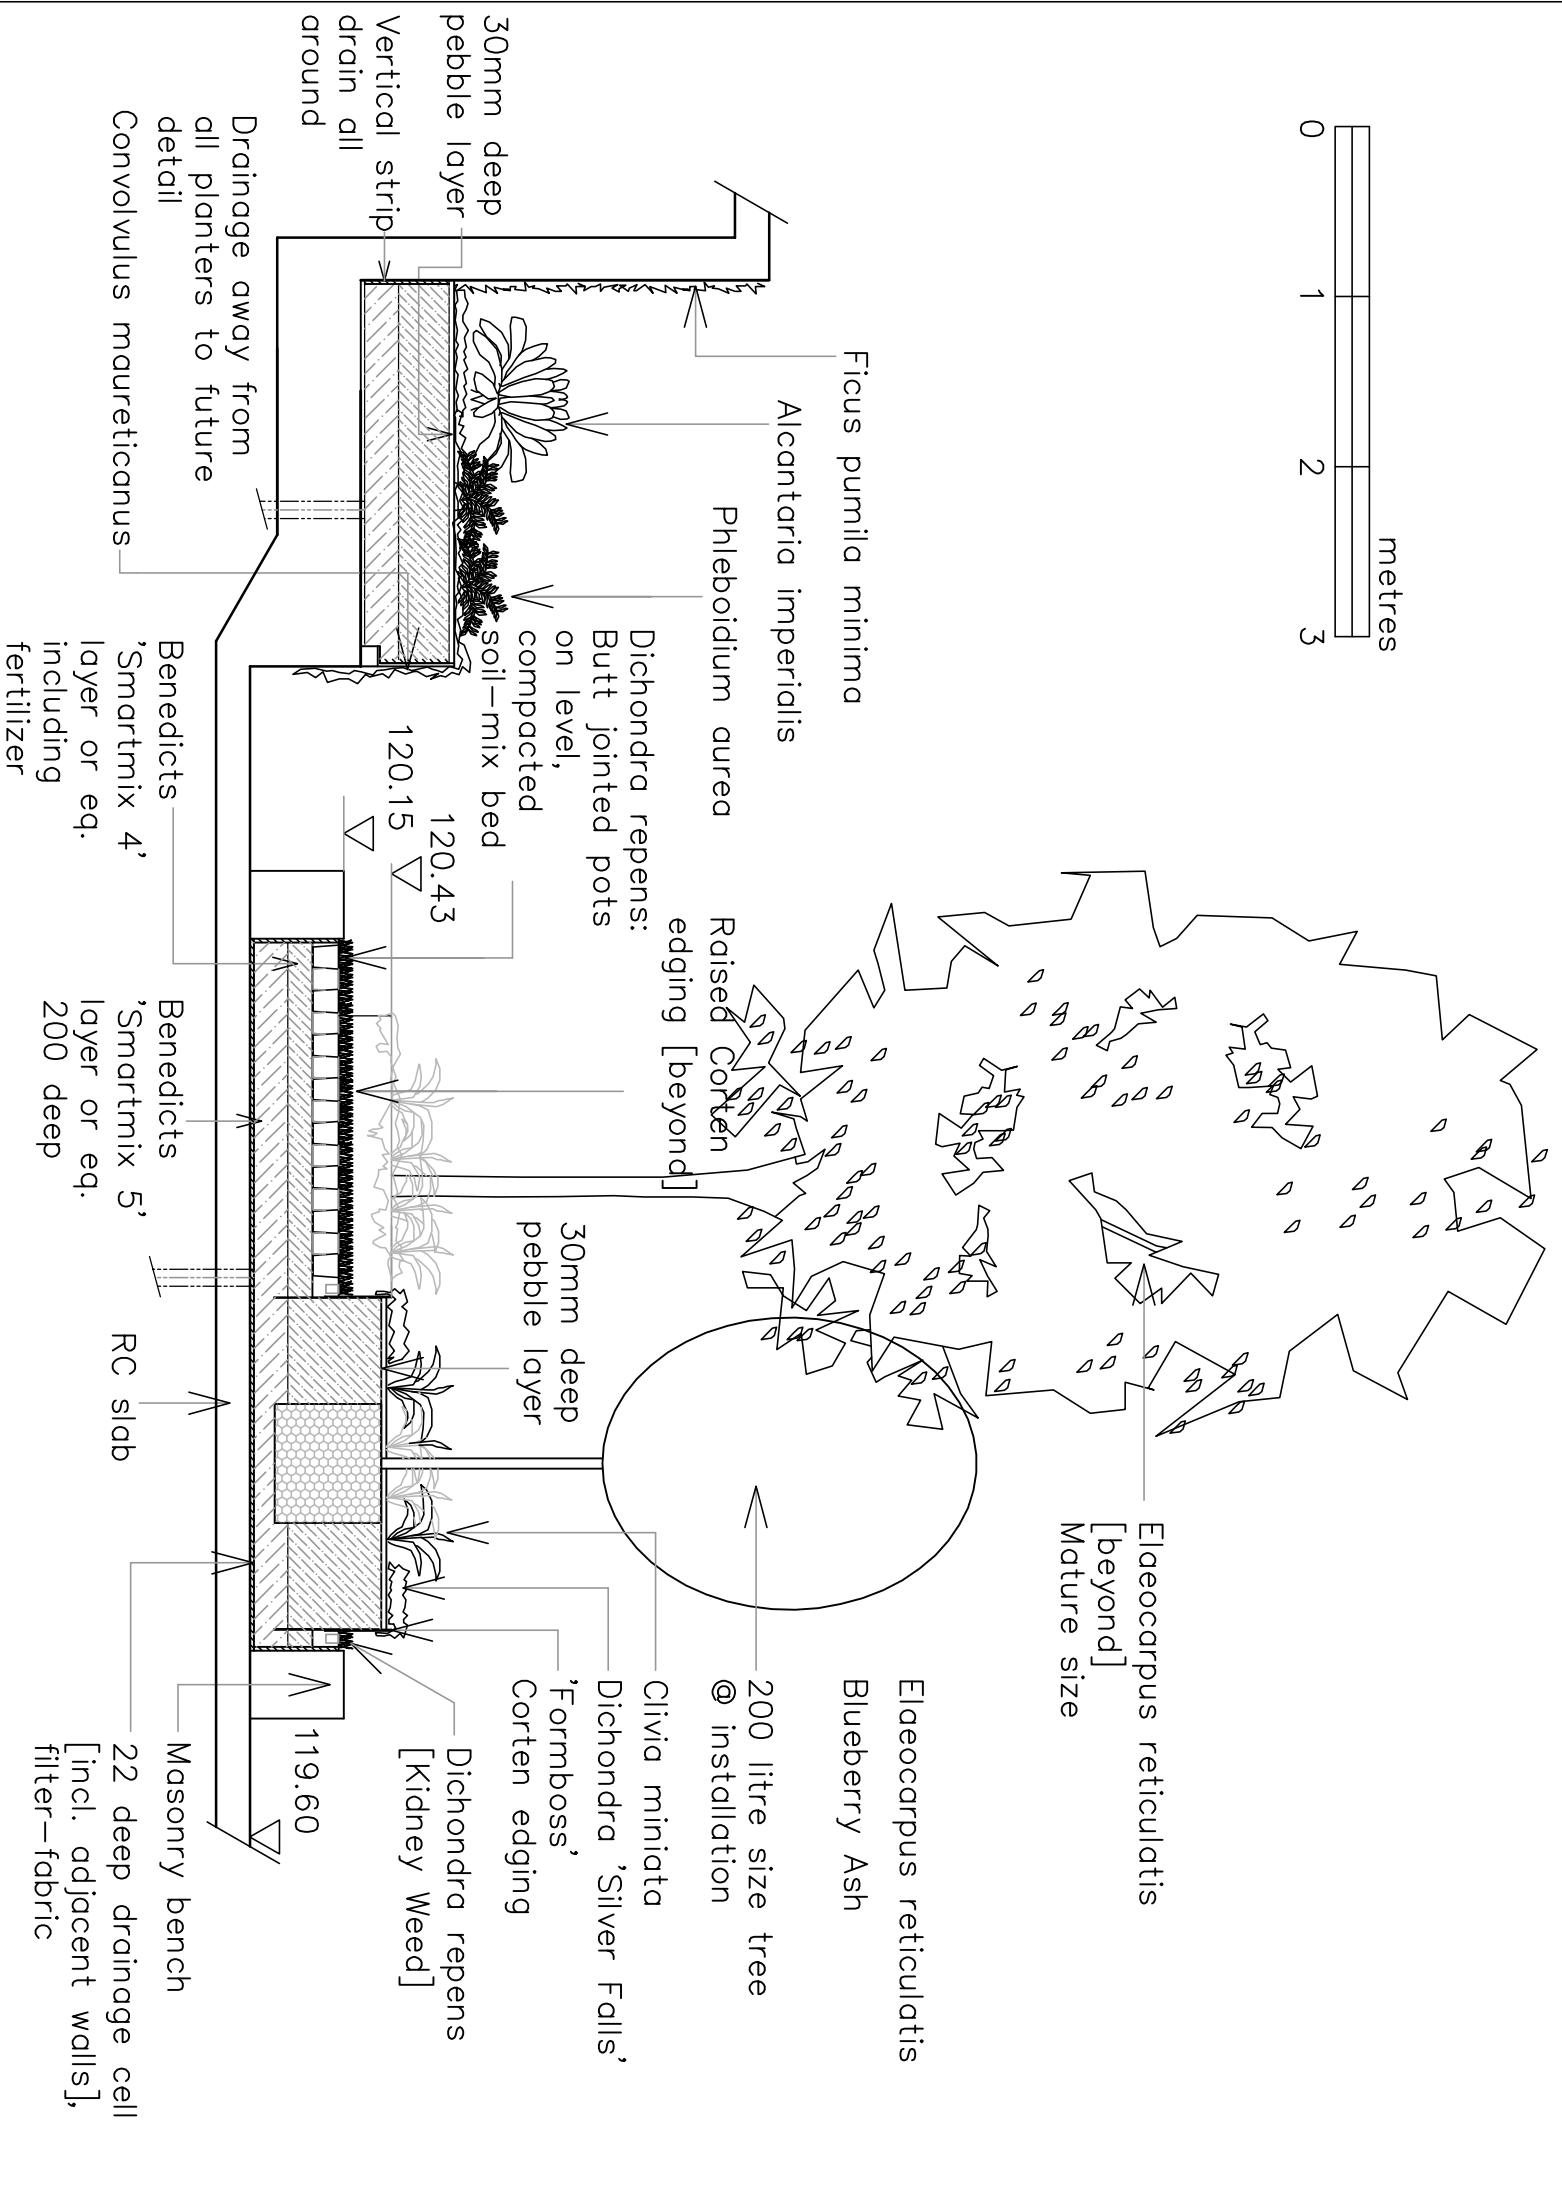 0
1
2
3
metres
Ficus pumila minima
Alcantaria imperialis
Phleboidium aurea
30mm deep
pebble layer
Vertical strip
drain all
around
Drainage away from
all planters to future
detail
Convolvulus maureticanus
Dichondra repens:
Butt jointed pots
on level,
compacted
soil-mix bed
Benedicts
'Smartmix 4'
layer or eq.
including
fertilizer
120.15
120.43
Raised Corten
edging [beyond]
Benedicts
'Smartmix 5'
layer or eq.
200 deep
30mm deep
pebble layer
RC slab
Elaeocarpus reticulatis
[beyond]
Mature size
Elaeocarpus reticulatis
Blueberry Ash
200 litre size tree
@ installation
Clivia miniata
Dichondra 'Silver Falls'
'Formboss'
Corten edging
Dichondra repens
[Kidney Weed]
119.60
Masonry bench
22 deep drainage cell
[incl. adjacent walls],
filter-fabric